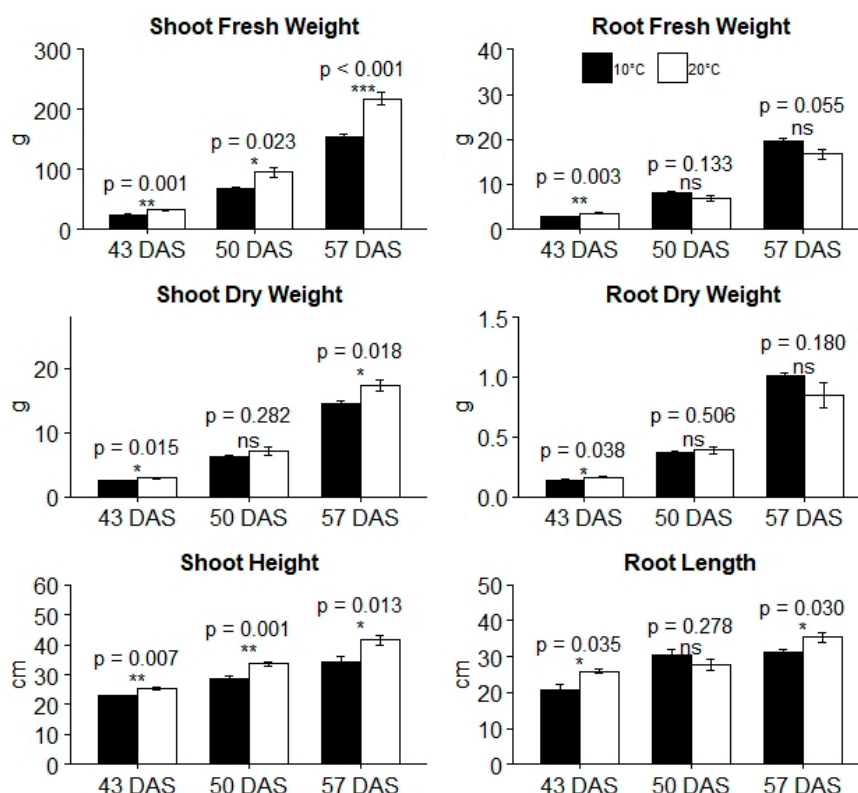 Shoot Fresh Weight
300
200
100
0
g
p = 0.001
**
p = 0.023
*
p < 0.001
***
43 DAS 50 DAS 57 DAS
Root Fresh Weight
40
30
20
10
0
g
10°C 20°C
p = 0.003
**
p = 0.133
ns
p = 0.055
ns
43 DAS 50 DAS 57 DAS
Shoot Dry Weight
20
10
0
g
p = 0.015
*
p = 0.282
ns
p = 0.018
*
43 DAS 50 DAS 57 DAS
Root Dry Weight
1.5
1.0
0.5
0.0
g
p = 0.038
*
p = 0.506
ns
p = 0.180
ns
43 DAS 50 DAS 57 DAS
Shoot Height
60
50
40
30
20
10
0
cm
p = 0.007
**
p = 0.001
**
p = 0.013
*
43 DAS 50 DAS 57 DAS
Root Length
50
40
30
20
10
0
cm
p = 0.035
*
p = 0.278
ns
p = 0.030
*
43 DAS 50 DAS 57 DAS